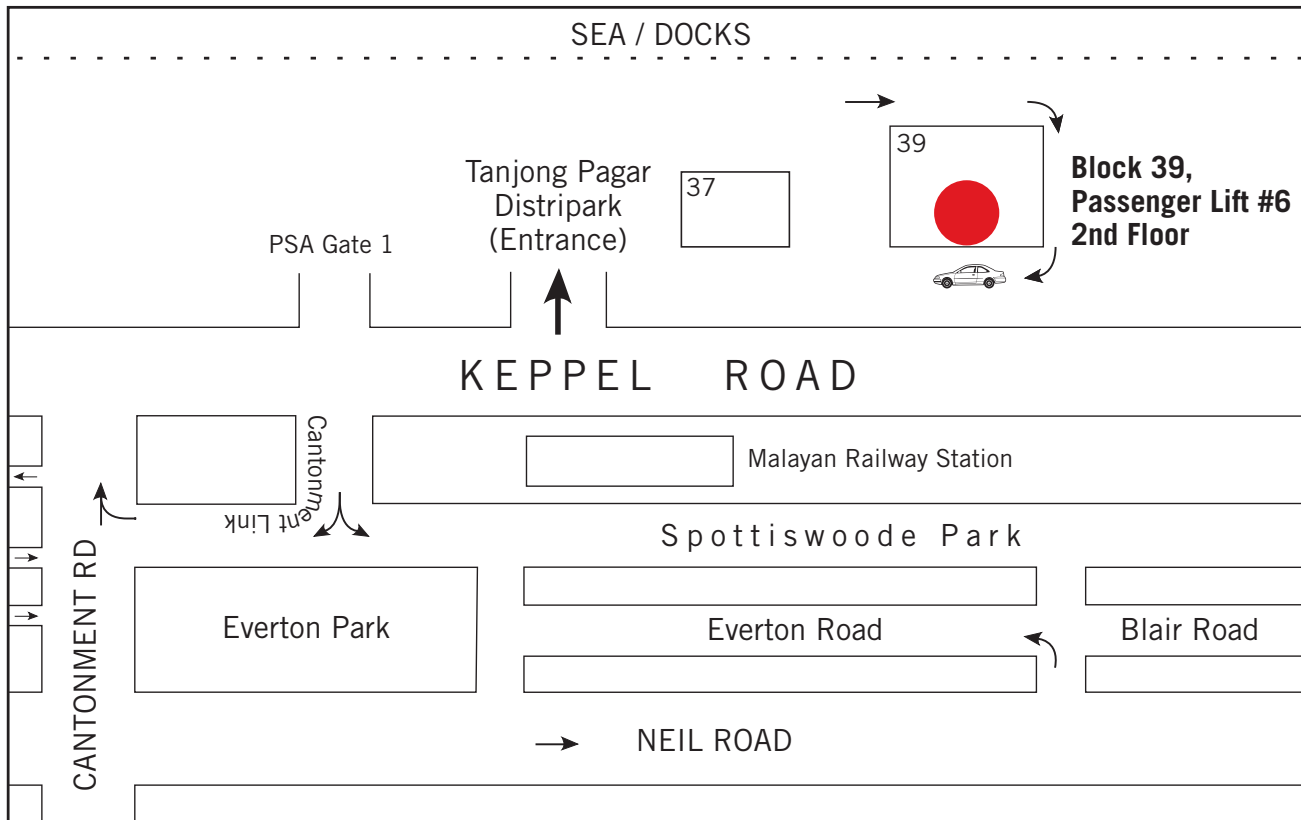 SEA / DOCKS
39
Block 39,
Passenger Lift #6
2nd Floor
37
Tanjong Pagar
Distripark
(Entrance)
PSA Gate 1
KEPPEL ROAD
Cantonment Link
Malayan Railway Station
Spottiswoode Park
CANTONMENT RD
Everton Park
Everton Road
Blair Road
NEIL ROAD